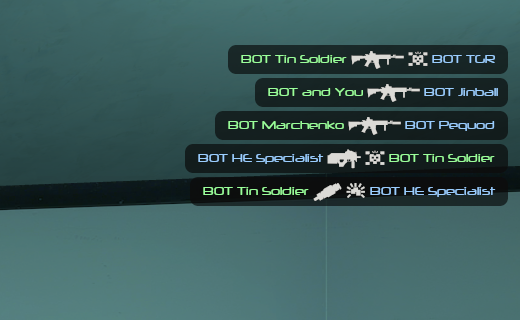 BOT Tin Soldier BOT TGR
BOT and You BOT Jinball
BOT Marchenko BOT Pequod
BOT HE Specialist BOT Tin Soldier
BOT Tin Soldier BOT HE Specialist